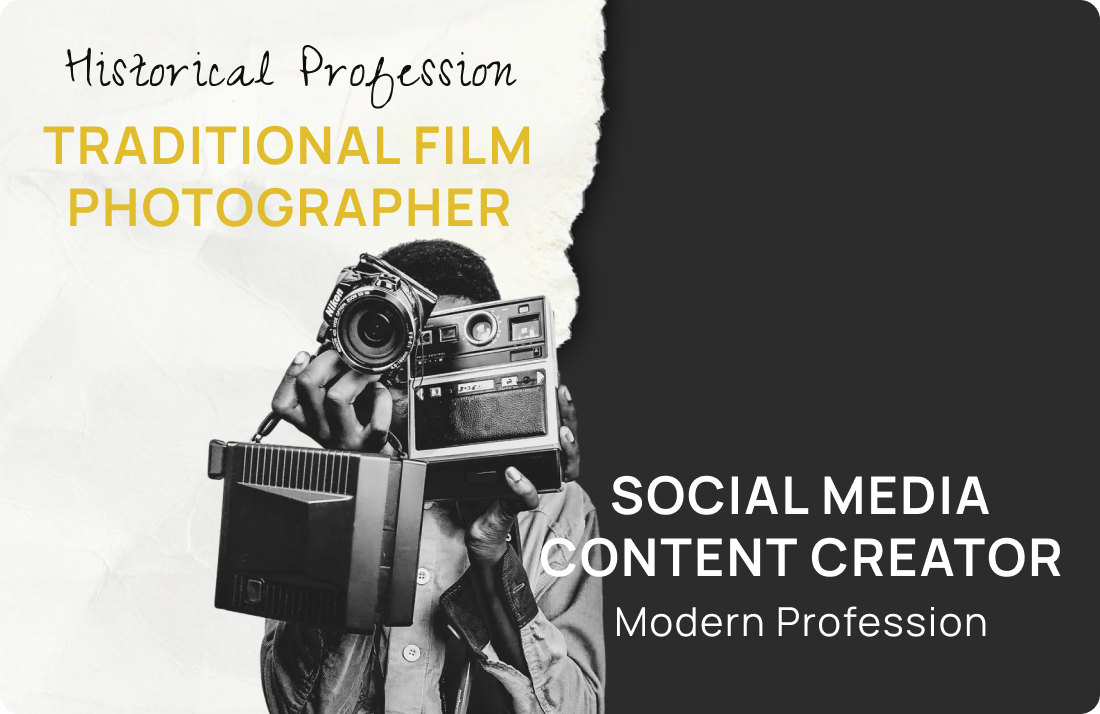 Historical Profession
TRADITIONAL FILM
PHOTOGRAPHER
Nikon
SOCIAL MEDIA
CONTENT CREATOR
Modern Profession